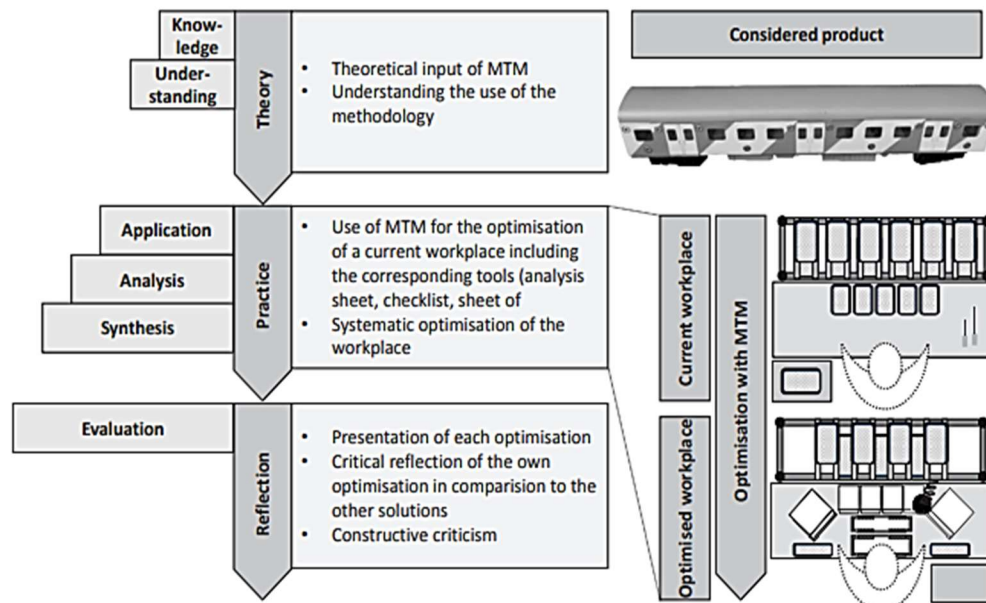 Know-
ledge
Under-
standing
Theory
• Theoretical input of MTM
• Understanding the use of the
methodology
Considered product
Application
Analysis
Synthesis
Practice
• Use of MTM for the optimisation
of a current workplace including
the corresponding tools (analysis
sheet, checklist, sheet of
• Systematic optimisation of the
workplace
Current workplace
Optimisation with MTM
Evaluation
Reflection
• Presentation of each optimisation
• Critical reflection of the own
optimisation in comparision to the
other solutions
• Constructive criticism
Optimised workplace